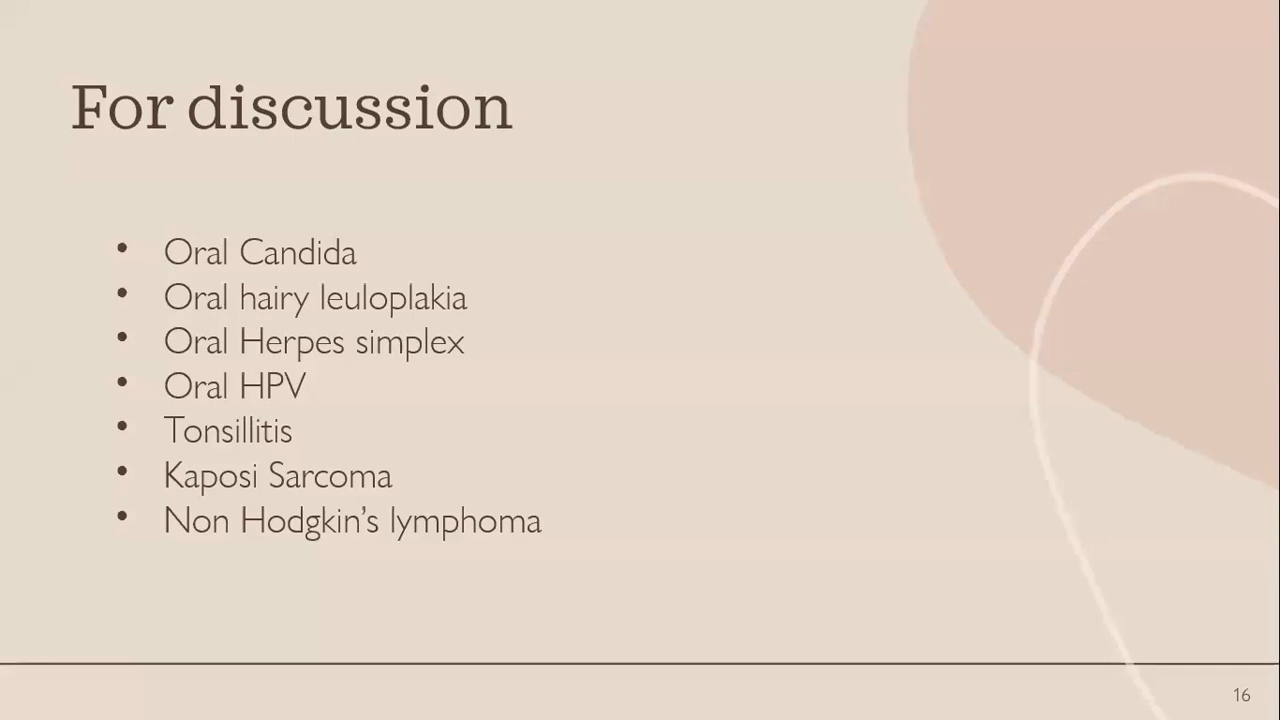 For discussion
• Oral Candida
• Oral hairy leuloplakia
• Oral Herpes simplex
• Oral HPV
• Tonsillitis
• Kaposi Sarcoma
• Non Hodgkin’s lymphoma
16